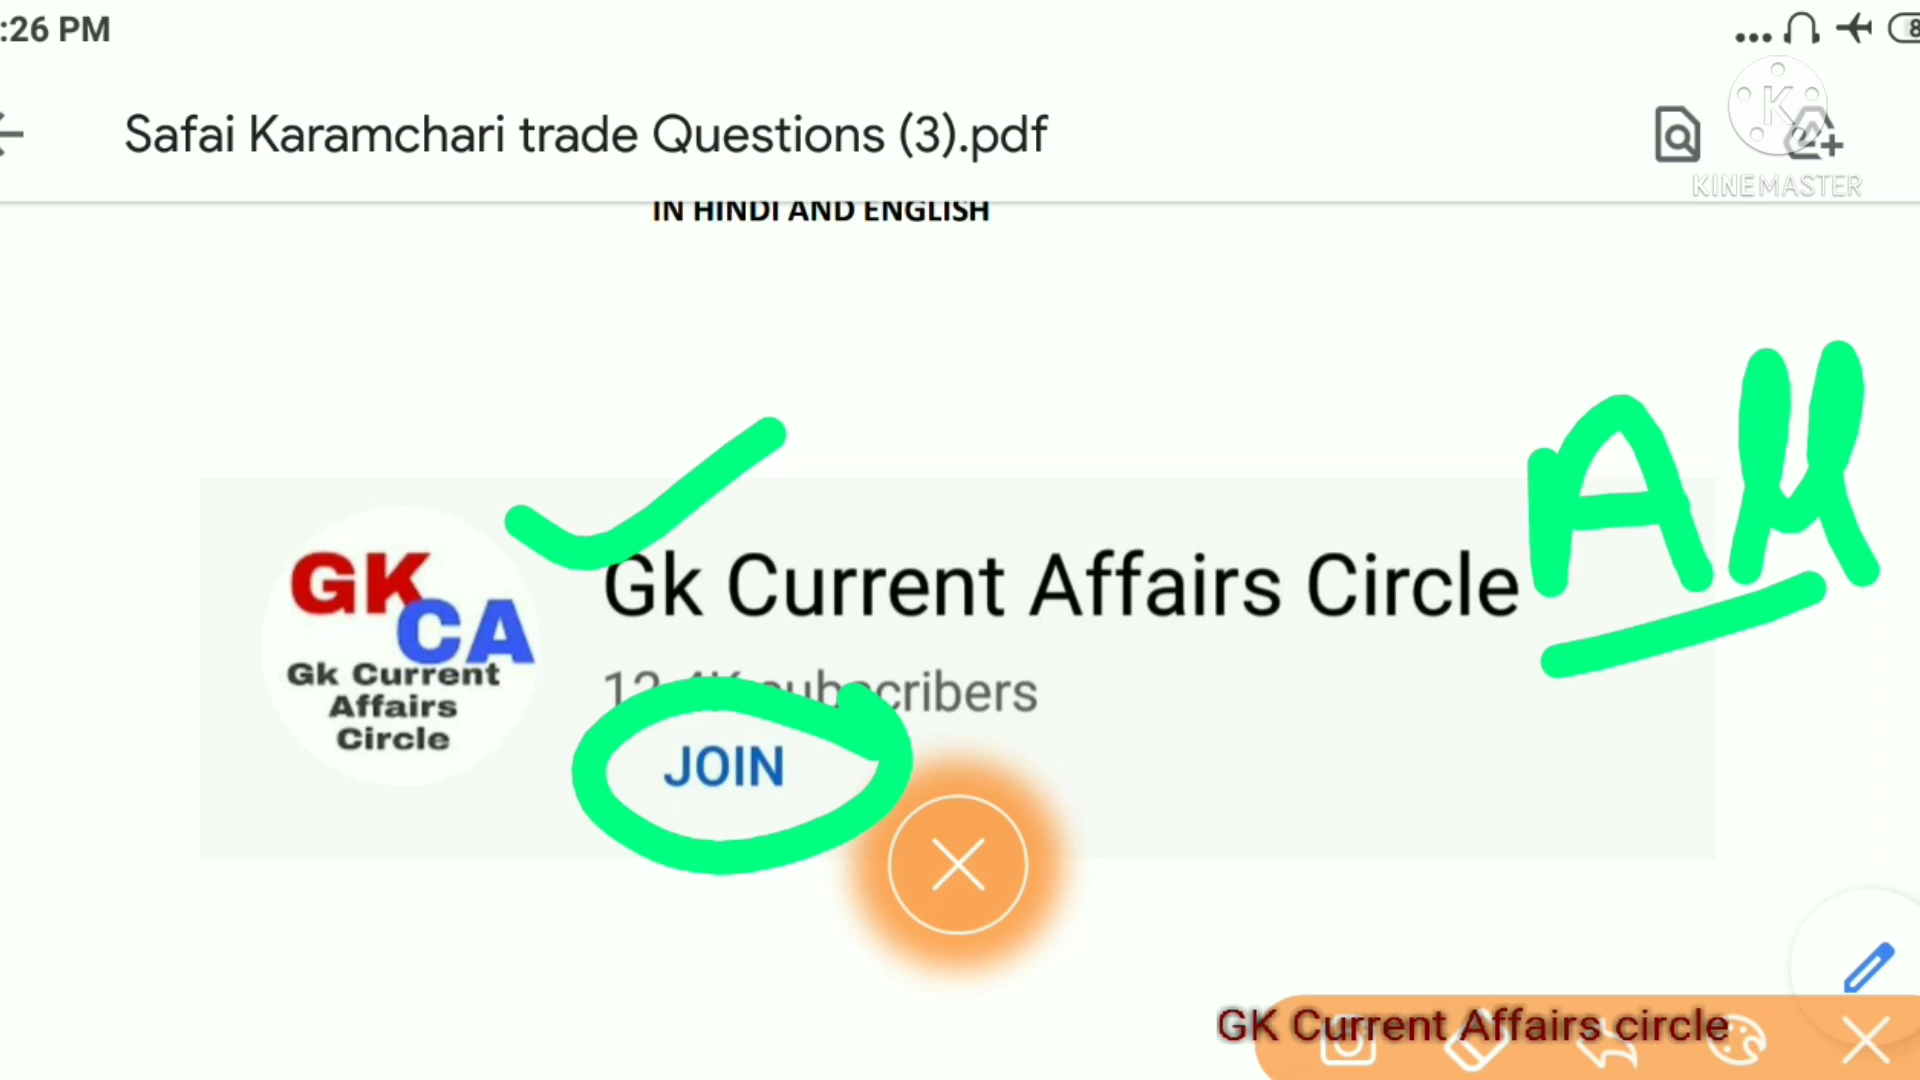 :26 PM
Safai Karamchari trade Questions (3).pdf
KINEMASTER
IN HINDI AND ENGLISH
All
GK
CA
Gk Current
Affairs
Circle
Gk Current Affairs Circle
subscribers
JOIN
GK Current Affairs circle